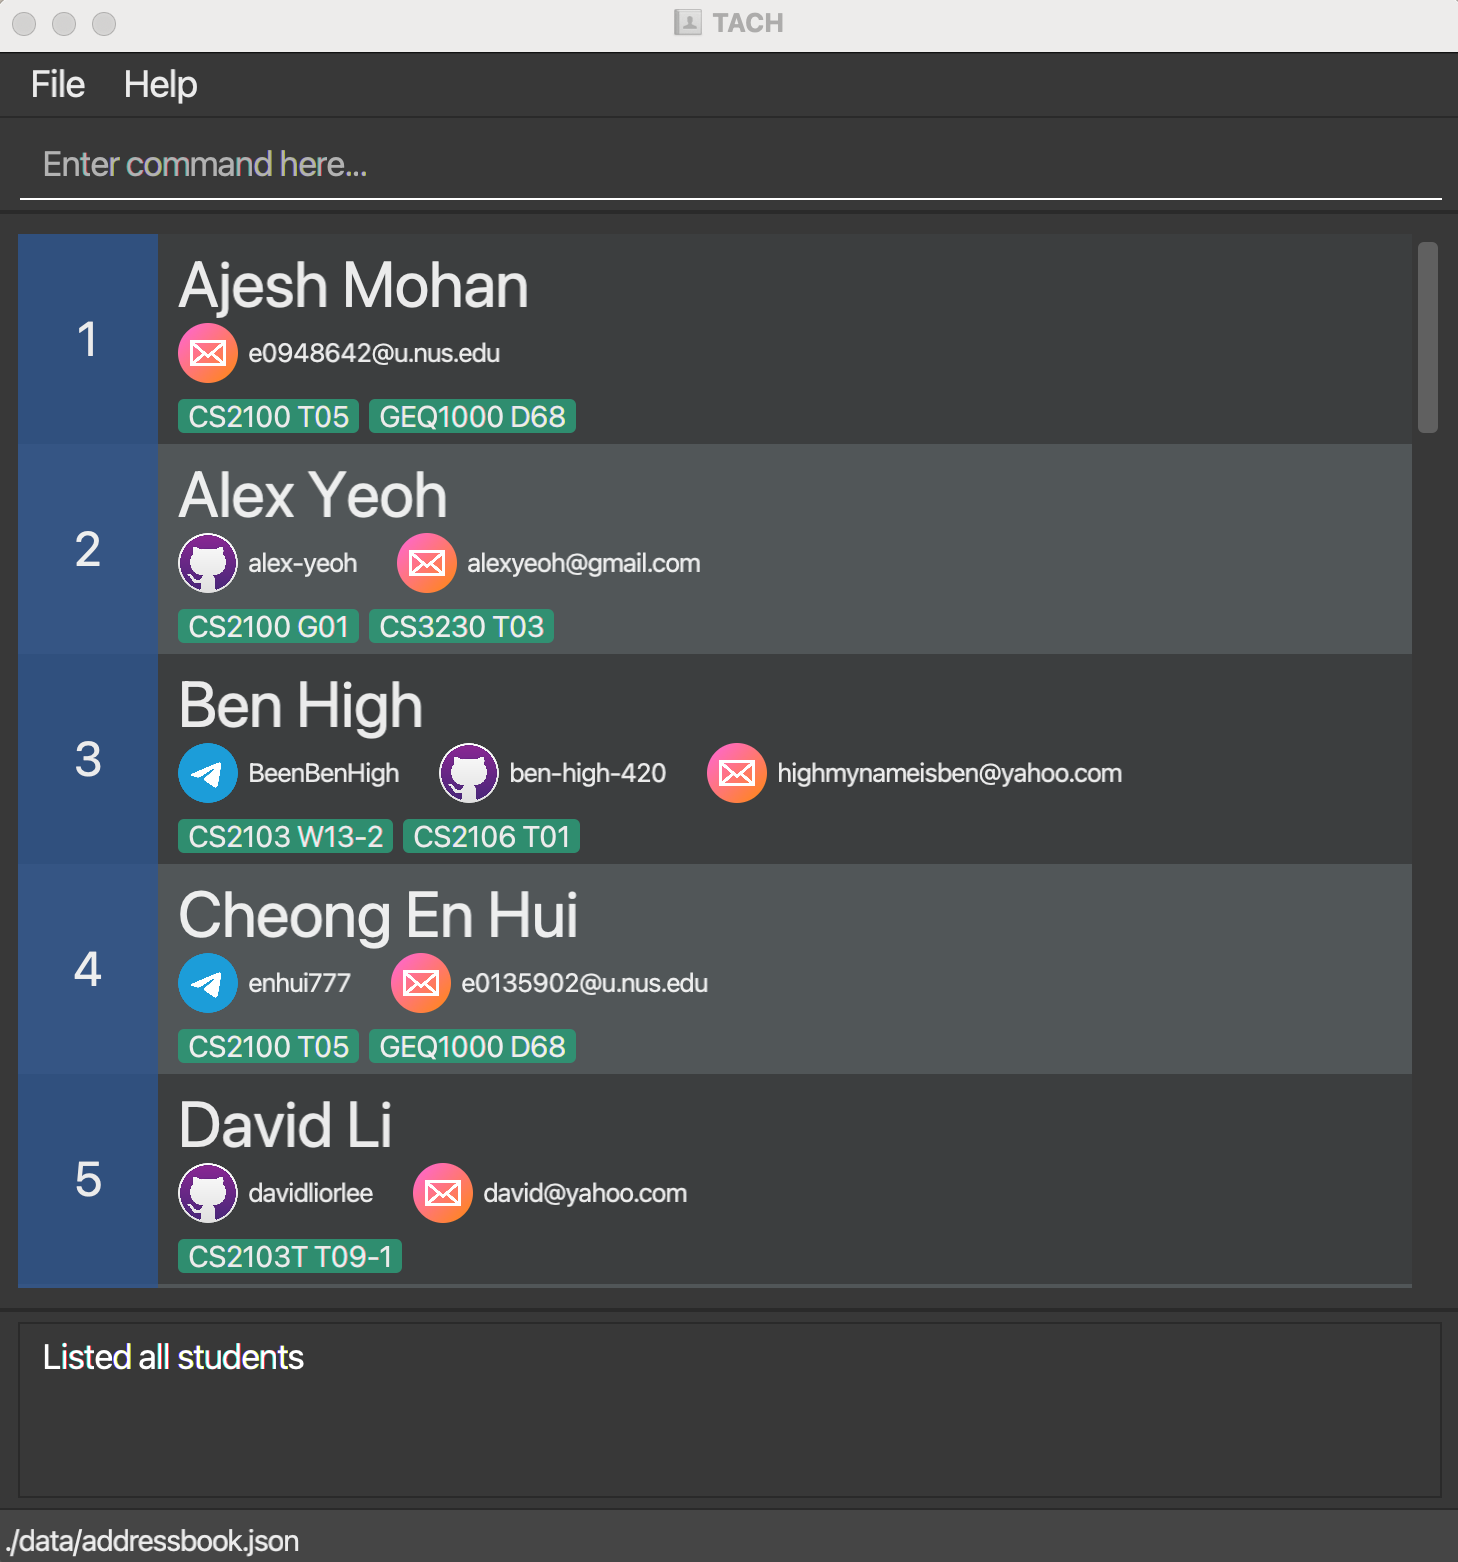 TACH
File Help
Enter command here...
1
Ajesh Mohan
e0948642@u.nus.edu
CS2100 T05 GEQ1000 D68
2
Alex Yeoh
alex-yeoh alexyeoh@gmail.com
CS2100 G01 CS3230 T03
3
Ben High
BeenBenHigh ben-high-420 highmynameisben@yahoo.com
CS2103 W13-2 CS2106 T01
4
Cheong En Hui
enhui777 e0135902@u.nus.edu
CS2100 T05 GEQ1000 D68
5
David Li
davidliorlee david@yahoo.com
CS2103T T09-1
Listed all students
./data/addressbook.json